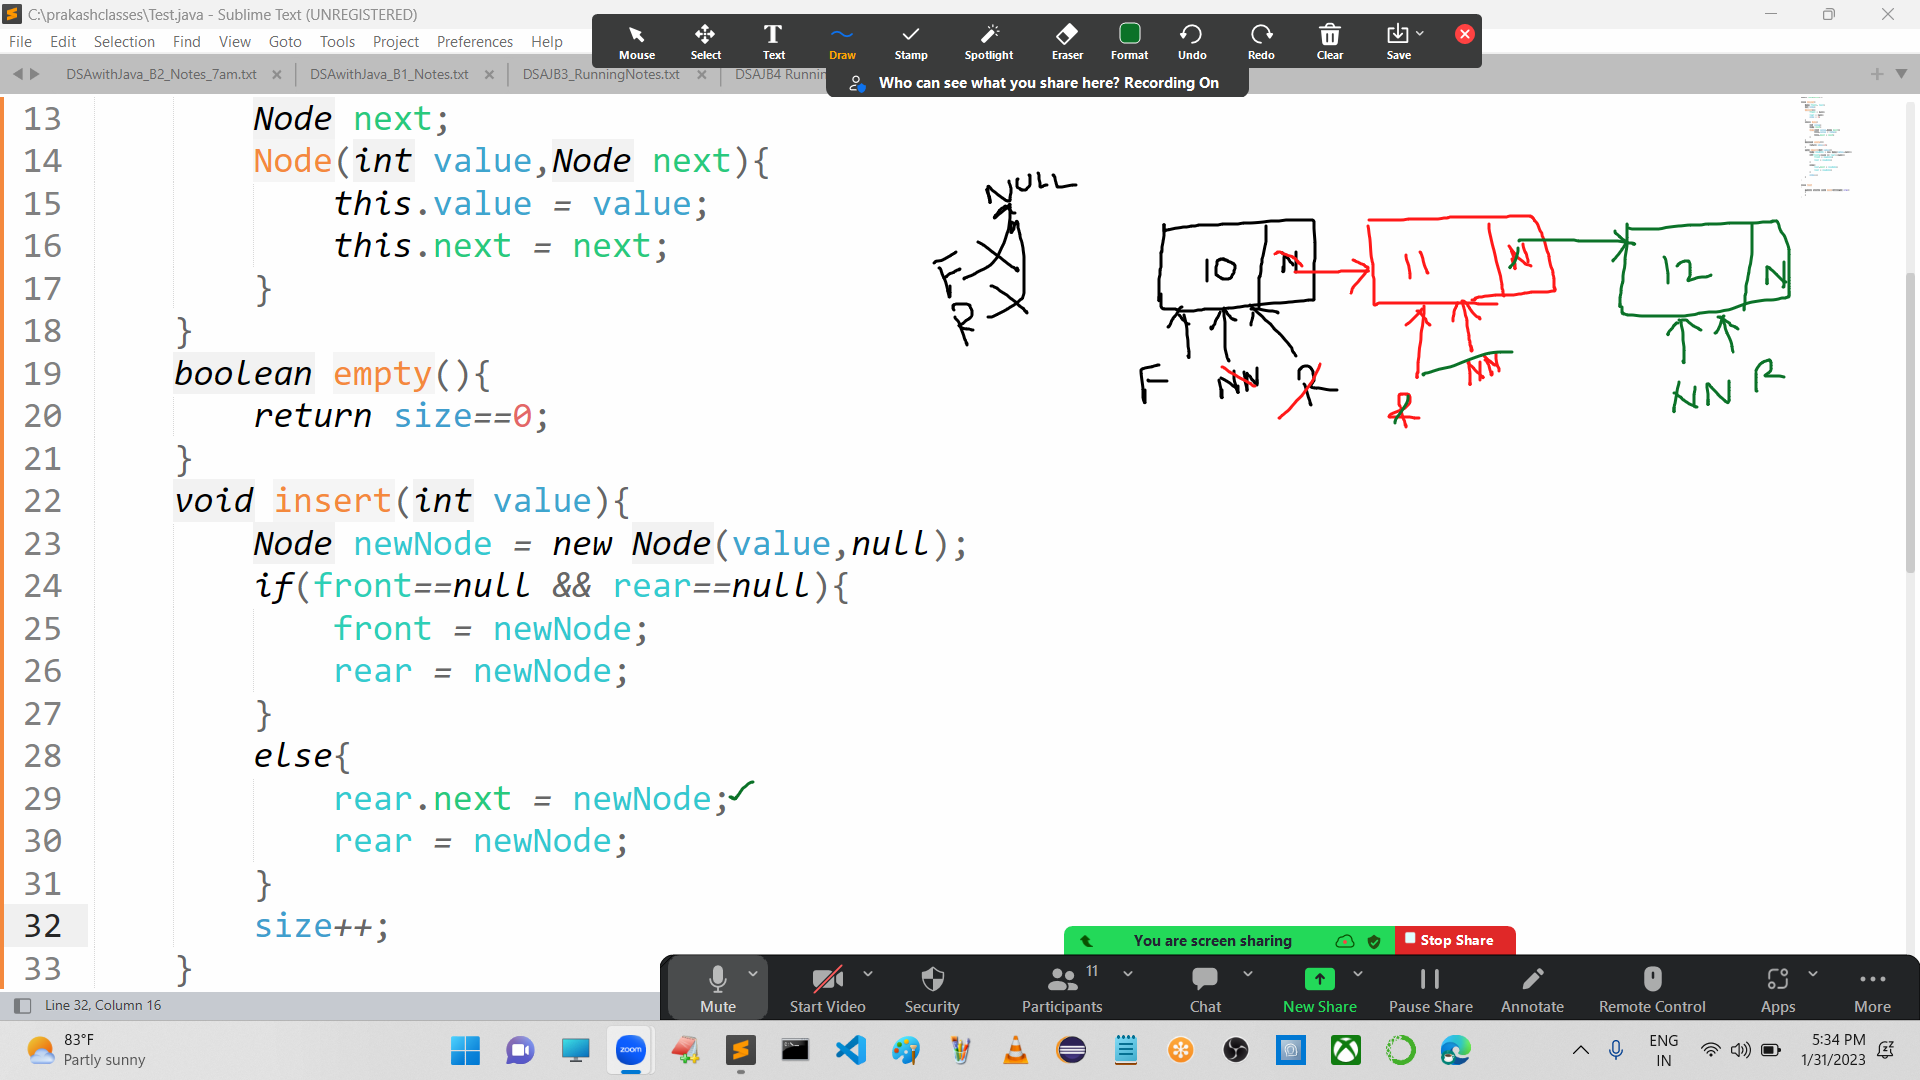 C:\prakashclasses\Test.java - Sublime Text (UNREGISTERED)
File Edit Selection Find View Goto Tools Project Preferences Help
Mouse Select Text Draw Stamp Spotlight Eraser Format Undo Redo Clear Save
DSAwithJava_B2_Notes_7am.txt DSAwithJava_B1_Notes.txt DSAJB3_RunningNotes.txt DSAJB4 Runnin
Who can see what you share here? Recording On
13 Node next;
14 Node(int value,Node next){
15 this.value = value;
16 this.next = next;
17 }
18 }
19 boolean empty(){
20 return size==0;
21 }
22 void insert(int value){
23 Node newNode = new Node(value,null);
24 if(front==null && rear==null){
25 front = newNode;
26 rear = newNode;
27 }
28 else{
29 rear.next = newNode;
30 rear = newNode;
31 }
32 size++;
33 }
NULL
F
R
10 N 11 N 12 N
F NN R R NN NN R
You are screen sharing Stop Share
Mute Start Video Security Participants 11 Chat New Share Pause Share Annotate Remote Control Apps More
Line 32, Column 16
83°F
Partly sunny
zoom
ENG
IN
5:34 PM
1/31/2023